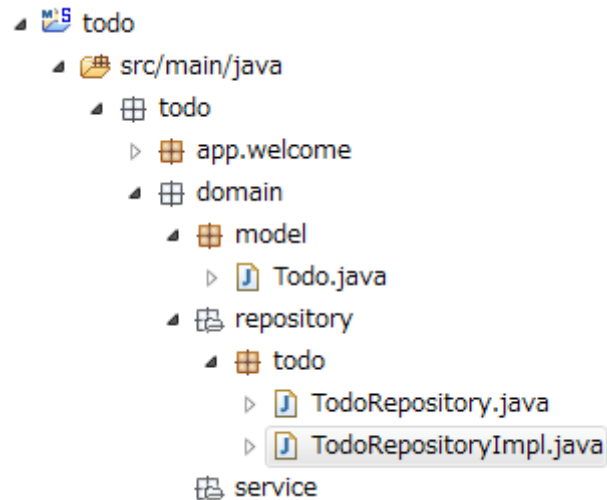 todo
src/main/java
todo
app.welcome
domain
model
Todo.java
repository
todo
TodoRepository.java
TodoRepositoryImpl.java
service